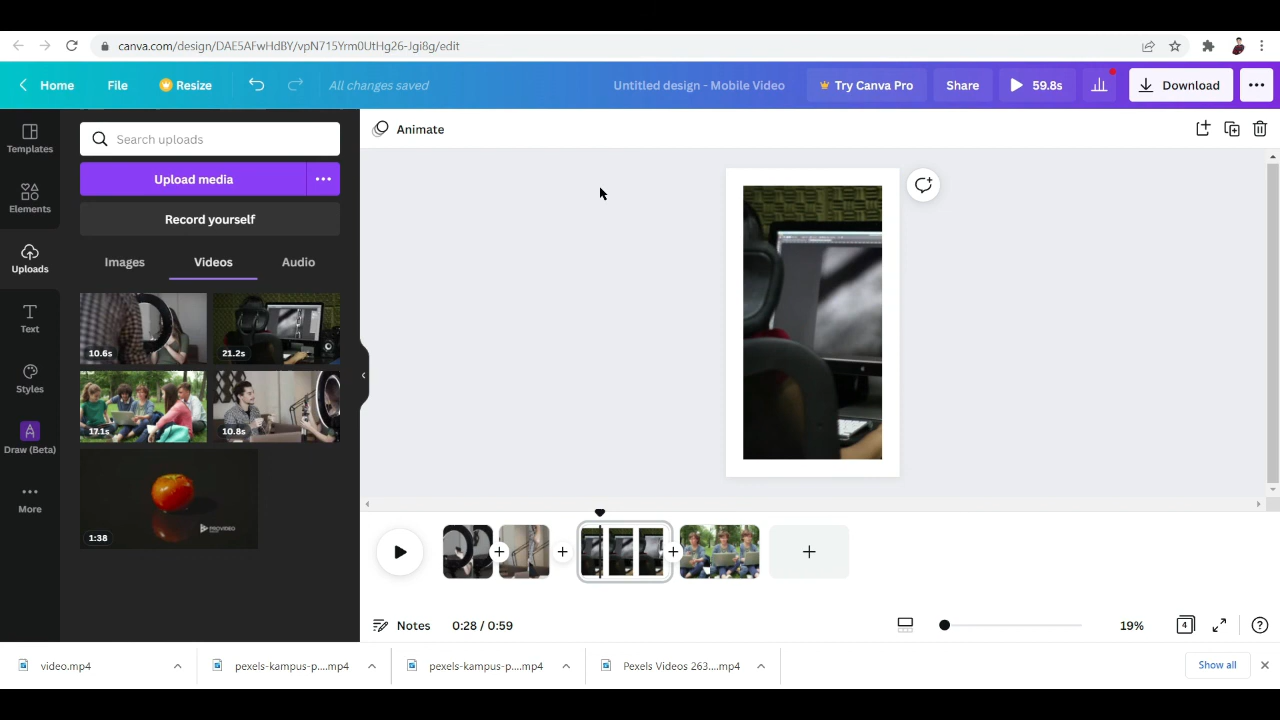 canva.com/design/DAE5AFwHdBY/vpN715Yrm0UtHg26-Jgi8g/edit
Home File Resize All changes saved Untitled design - Mobile Video Try Canva Pro Share 59.8s Download
Templates
Elements
Uploads
Text
Styles
Draw (Beta)
More
Search uploads
Upload media
Record yourself
Images Videos Audio
10.6s 21.2s
17.1s 10.8s
PROVIDEO
1:38
Animate
Notes 0:28 / 0:59 19% 4
video.mp4 pexels-kampus-p....mp4 pexels-kampus-p....mp4 Pexels Videos 263....mp4 Show all